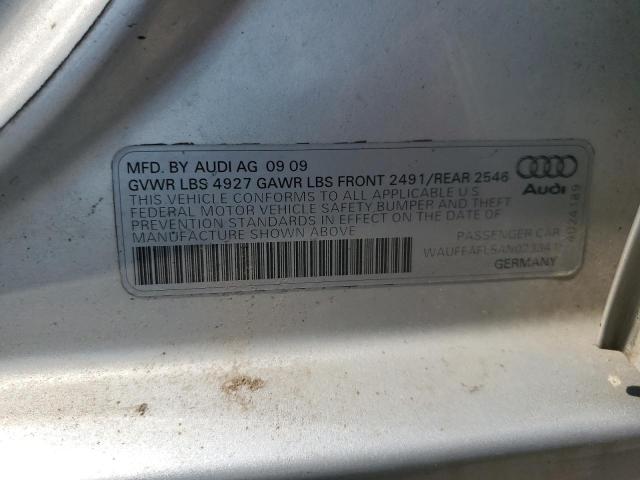 MFD. BY AUDI AG 09 09
GVWR LBS 4927 GAWR LBS FRONT 2491/REAR 2546
THIS VEHICLE CONFORMS TO ALL APPLICABLE U.S
FEDERAL MOTOR VEHICLE SAFETY BUMPER AND THEFT
PREVENTION STANDARDS IN EFFECT ON THE DATE OF
MANUFACTURE SHOWN ABOVE
Audi
PASSENGER CAR
GERMANY